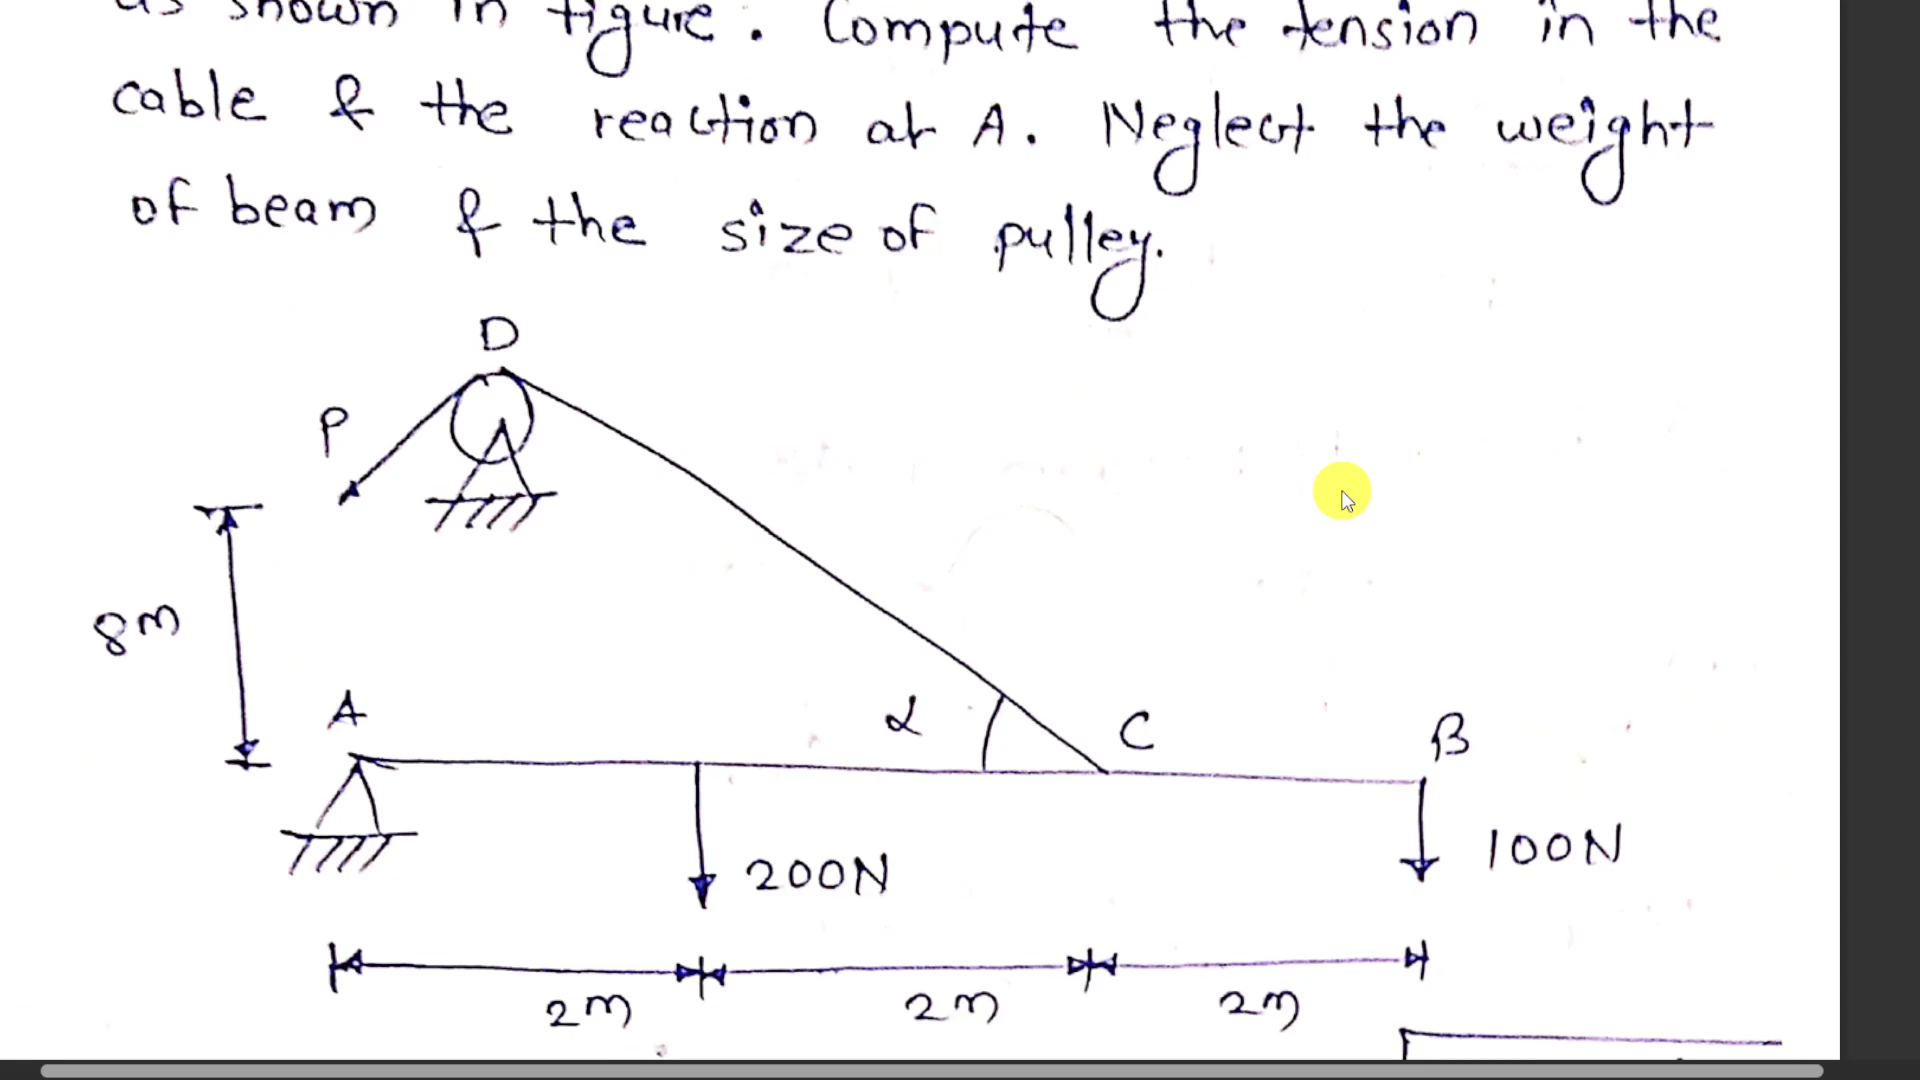 as shown in figure. Compute the tension in the
cable & the reaction at A. Neglect the weight
of beam & the size of pulley.
D
P
8m
A
α
C
B
200N
100N
2m
2m
2m